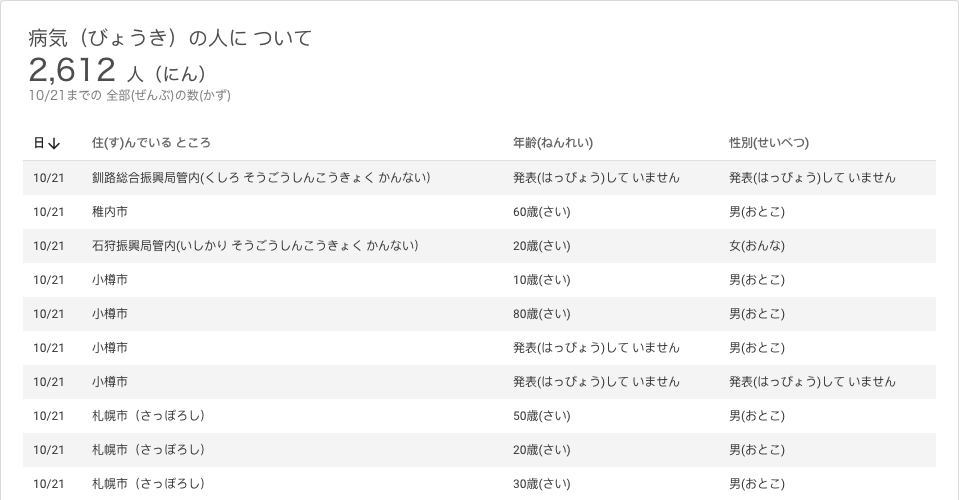 病気（びょうき）の人に ついて
2,612 人（にん）
10/21までの 全部(ぜんぶ)の数(かず)
日↓ 住(す)んでいる ところ 年齢(ねんれい) 性別(せいべつ)
10/21 釧路総合振興局管内(くしろ そうごうしんこうきょく かんない） 発表(はっぴょう)して いません 発表(はっぴょう)して いません
10/21 稚内市 60歳(さい) 男(おとこ)
10/21 石狩振興局管内(いしかり そうごうしんこうきょく かんない） 20歳(さい) 女(おんな)
10/21 小樽市 10歳(さい) 男(おとこ)
10/21 小樽市 80歳(さい) 男(おとこ)
10/21 小樽市 発表(はっぴょう)して いません 男(おとこ)
10/21 小樽市 発表(はっぴょう)して いません 発表(はっぴょう)して いません
10/21 札幌市（さっぽろし） 50歳(さい) 男(おとこ)
10/21 札幌市（さっぽろし） 20歳(さい) 男(おとこ)
10/21 札幌市（さっぽろし） 30歳(さい) 男(おとこ)